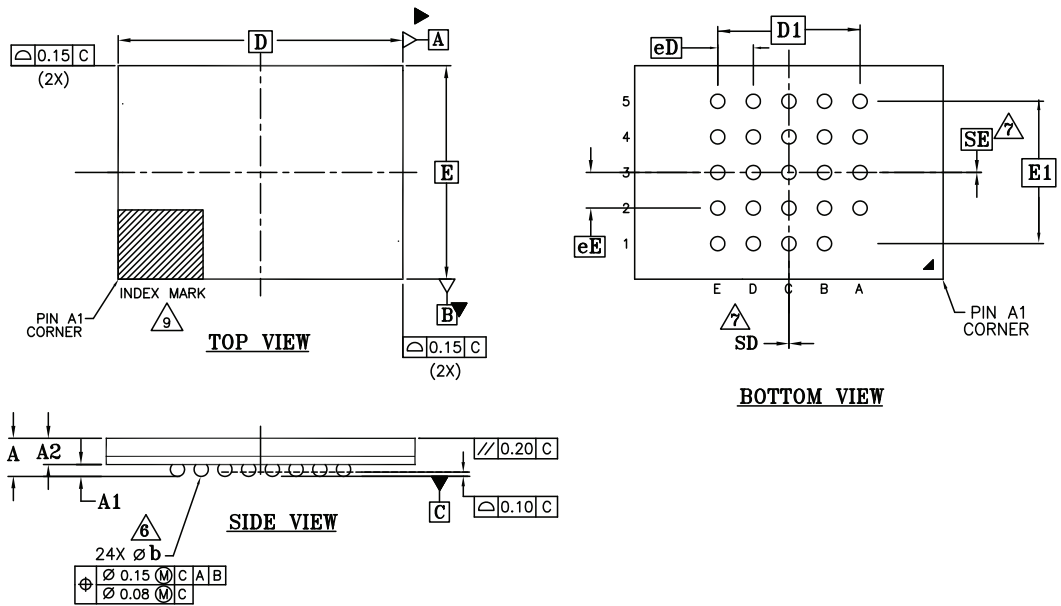 D
A
⌓ 0.15 C
(2X)
E
INDEX MARK
9
PIN A1
CORNER
B
TOP VIEW
⌓ 0.15 C
(2X)
D1
eD
5
4
3
2
1
SE
7
E1
eE
E D C B A
7
SD
PIN A1
CORNER
BOTTOM VIEW
A
A2
A1
// 0.20 C
⌓ 0.10 C
C
SIDE VIEW
6
24X Ø b
⌖ Ø 0.15 Ⓜ C A B
Ø 0.08 Ⓜ C